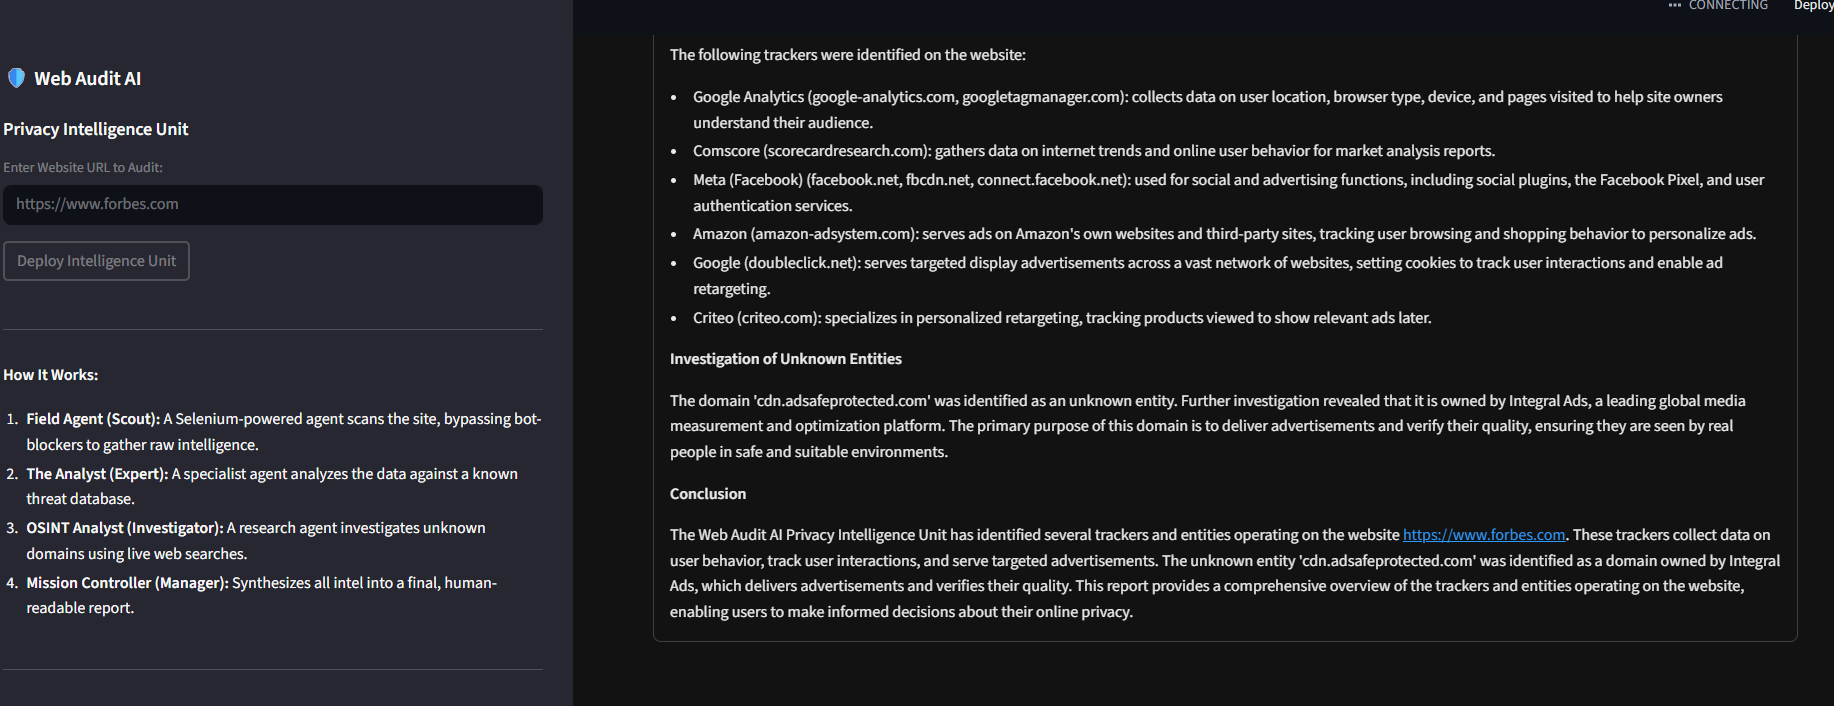 CONNECTING
Deploy
Web Audit AI
Privacy Intelligence Unit
Enter Website URL to Audit:
https://www.forbes.com
Deploy Intelligence Unit
How It Works:
1. Field Agent (Scout): A Selenium-powered agent scans the site, bypassing bot-
blockers to gather raw intelligence.
2. The Analyst (Expert): A specialist agent analyzes the data against a known
threat database.
3. OSINT Analyst (Investigator): A research agent investigates unknown
domains using live web searches.
4. Mission Controller (Manager): Synthesizes all intel into a final, human-
readable report.
The following trackers were identified on the website:
• Google Analytics (google-analytics.com, googletagmanager.com): collects data on user location, browser type, device, and pages visited to help site owners
understand their audience.
• Comscore (scorecardresearch.com): gathers data on internet trends and online user behavior for market analysis reports.
• Meta (Facebook) (facebook.net, fbcdn.net, connect.facebook.net): used for social and advertising functions, including social plugins, the Facebook Pixel, and user
authentication services.
• Amazon (amazon-adsystem.com): serves ads on Amazon's own websites and third-party sites, tracking user browsing and shopping behavior to personalize ads.
• Google (doubleclick.net): serves targeted display advertisements across a vast network of websites, setting cookies to track user interactions and enable ad
retargeting.
• Criteo (criteo.com): specializes in personalized retargeting, tracking products viewed to show relevant ads later.
Investigation of Unknown Entities
The domain 'cdn.adsafeprotected.com' was identified as an unknown entity. Further investigation revealed that it is owned by Integral Ads, a leading global media
measurement and optimization platform. The primary purpose of this domain is to deliver advertisements and verify their quality, ensuring they are seen by real
people in safe and suitable environments.
Conclusion
The Web Audit AI Privacy Intelligence Unit has identified several trackers and entities operating on the website https://www.forbes.com. These trackers collect data on
user behavior, track user interactions, and serve targeted advertisements. The unknown entity 'cdn.adsafeprotected.com' was identified as a domain owned by Integral
Ads, which delivers advertisements and verifies their quality. This report provides a comprehensive overview of the trackers and entities operating on the website,
enabling users to make informed decisions about their online privacy.